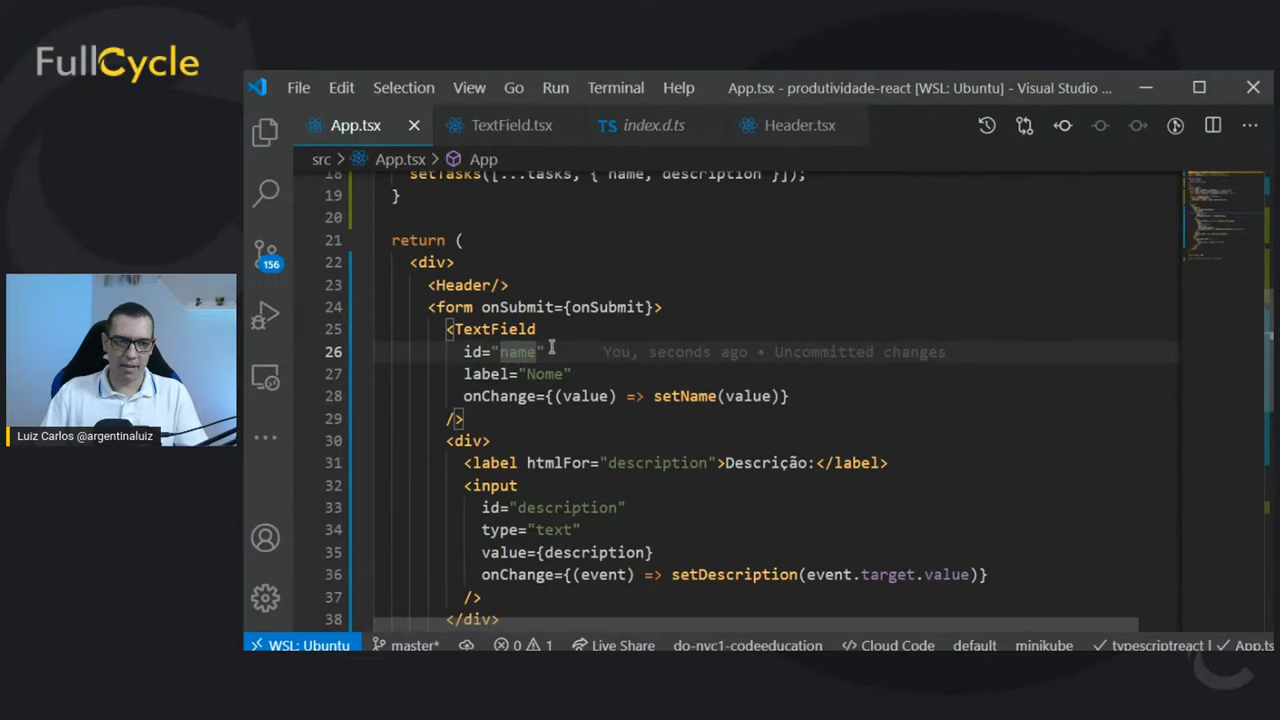 FullCycle
File Edit Selection View Go Run Terminal Help App.tsx - produtividade-react [WSL: Ubuntu] - Visual Studio ...
App.tsx TextField.tsx TS index.d.ts Header.tsx
src > App.tsx > App
18 setTasks([...tasks, { name, description }]);
19 }
20
21 return (
22 <div>
23 <Header/>
24 <form onSubmit={onSubmit}>
25 <TextField
26 id="name" You, seconds ago • Uncommitted changes
27 label="Nome"
28 onChange={(value) => setName(value)}
29 />
30 <div>
31 <label htmlFor="description">Descrição:</label>
32 <input
33 id="description"
34 type="text"
35 value={description}
36 onChange={(event) => setDescription(event.target.value)}
37 />
38 </div>
156
Luiz Carlos @argentinaluiz
WSL: Ubuntu master* 0 1 Live Share do-nyc1-codeeducation Cloud Code default minikube typescriptreact App.ts